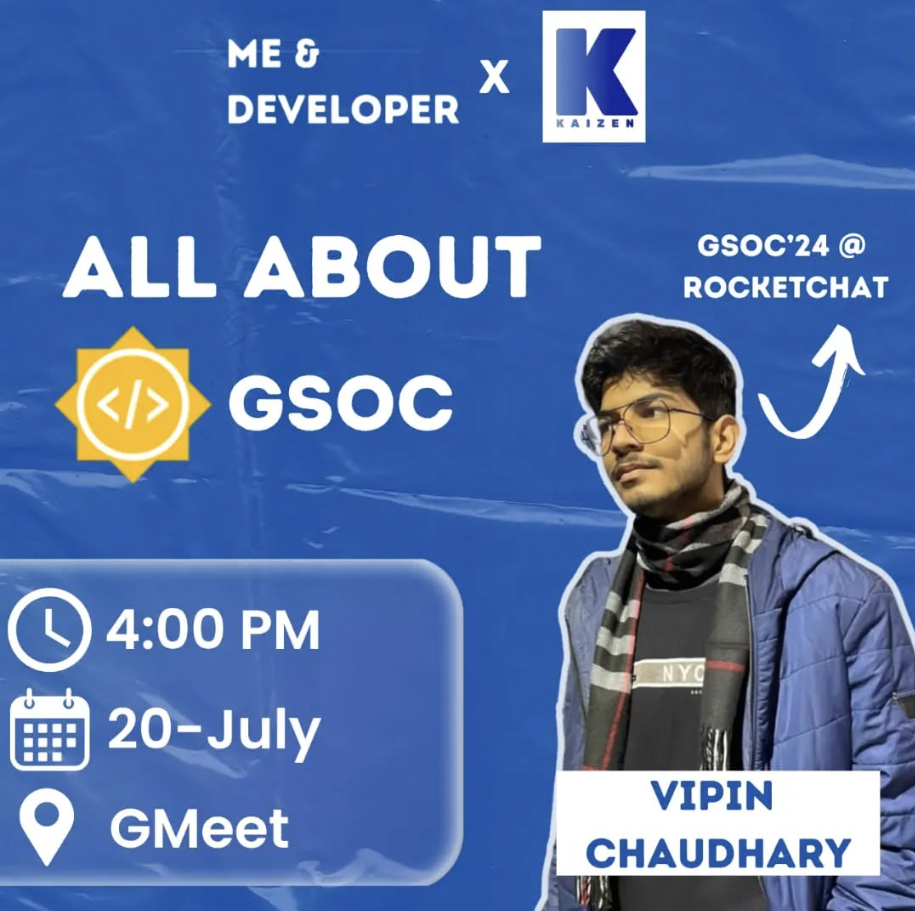 ME &
DEVELOPER
X
K
KAIZEN
ALL ABOUT
</>
GSOC
GSOC'24 @
ROCKETCHAT
4:00 PM
20-July
GMeet
NYC
VIPIN
CHAUDHARY